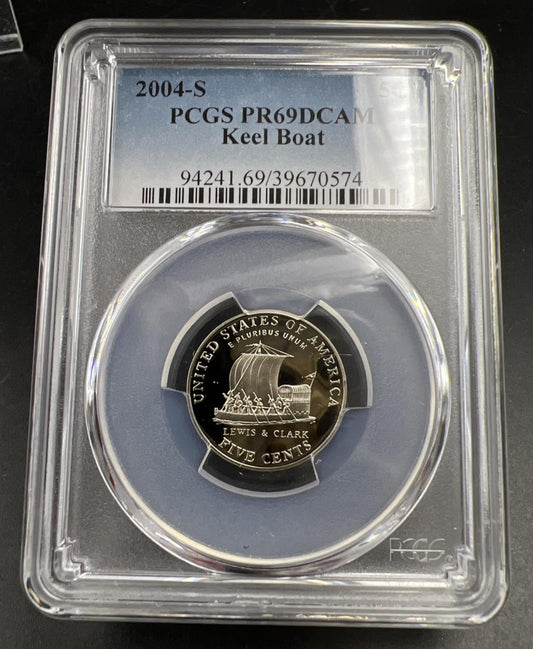 2004-S 5C
PCGS PR69DCAM
Keel Boat
94241.69/39670574
UNITED STATES OF AMERICA
E PLURIBUS UNUM
LEWIS & CLARK
FIVE CENTS
PCGS